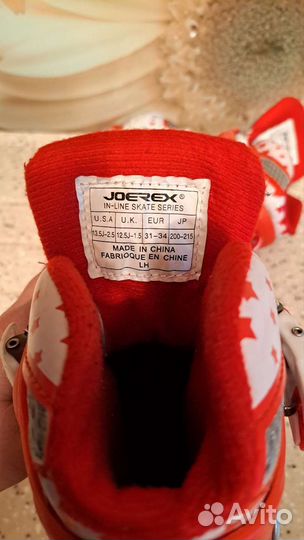 JOEREX®
IN-LINE SKATE SERIES
U.S.A U.K. EUR JP
13.5J-2.5 12.5J-1.5 31-34 200-215
MADE IN CHINA
FABRIQUE EN CHINE
LH
Avito